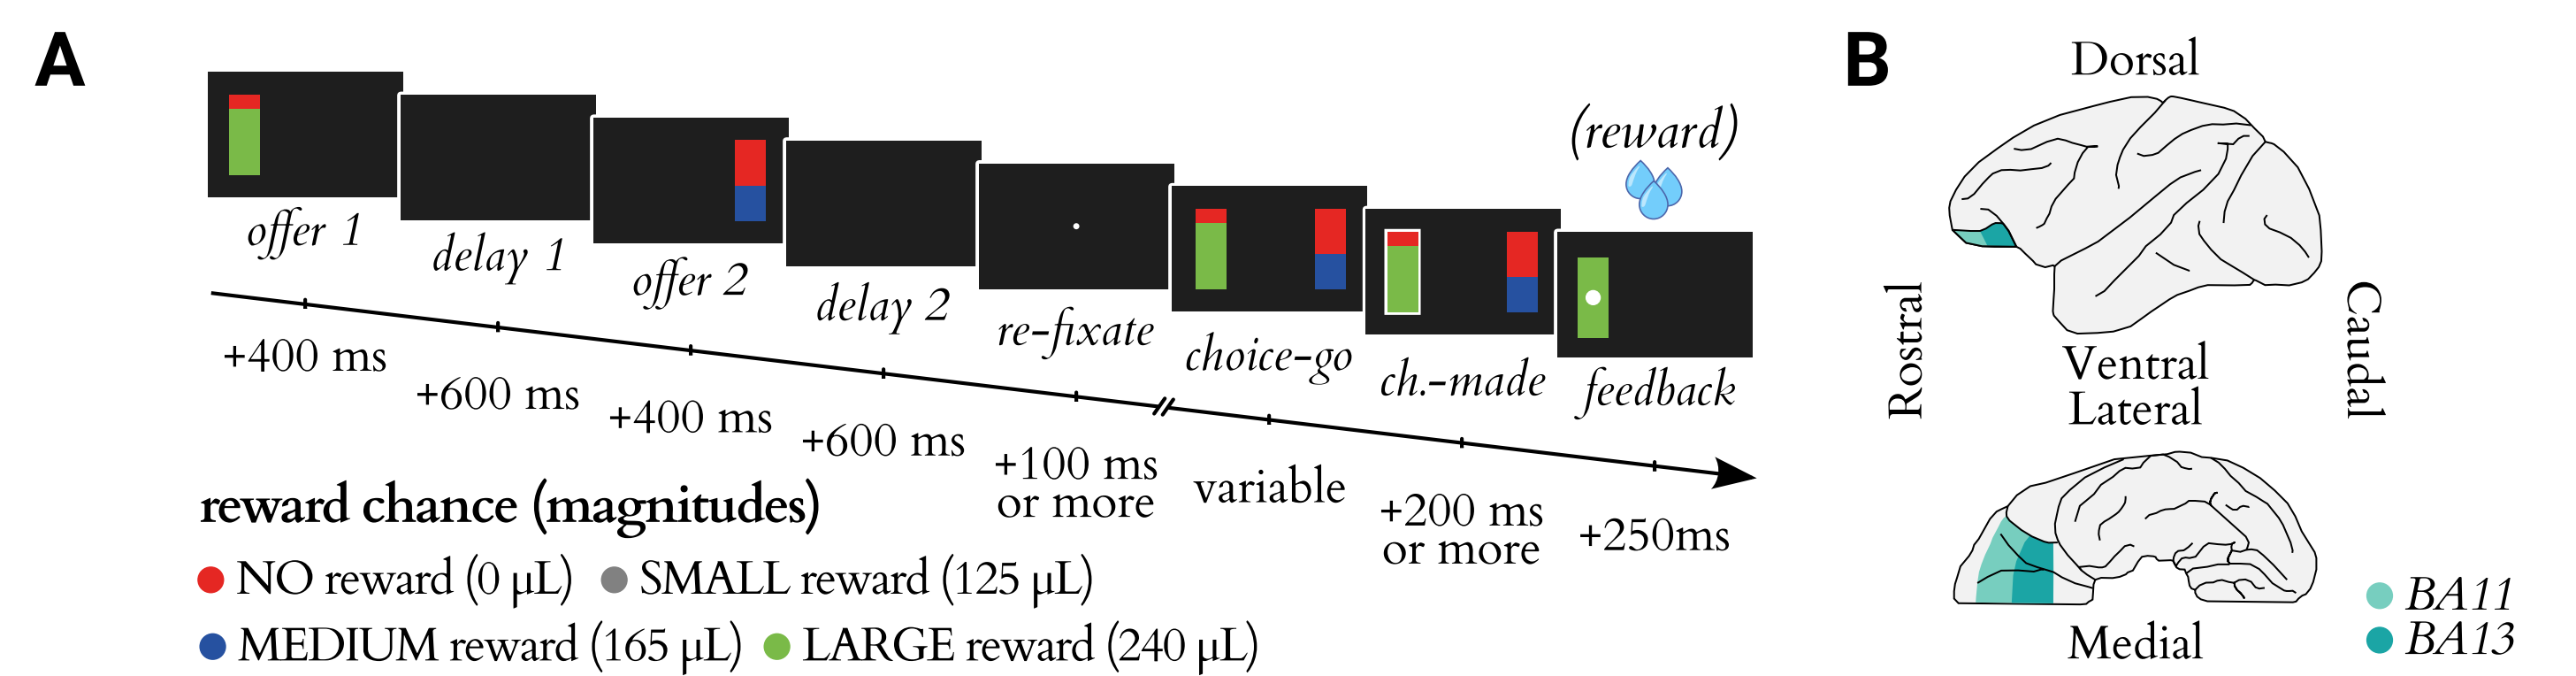 A
offer 1
delay 1
offer 2
delay 2
re-fixate
choice-go
ch.-made
(reward)
feedback
+400 ms
+600 ms
+400 ms
+600 ms
+100 ms
or more
variable
+200 ms
or more
+250ms
reward chance (magnitudes)
NO reward (0 μL) SMALL reward (125 μL)
MEDIUM reward (165 μL) LARGE reward (240 μL)
B
Dorsal
Rostral
Caudal
Ventral
Lateral
Medial
BA11
BA13